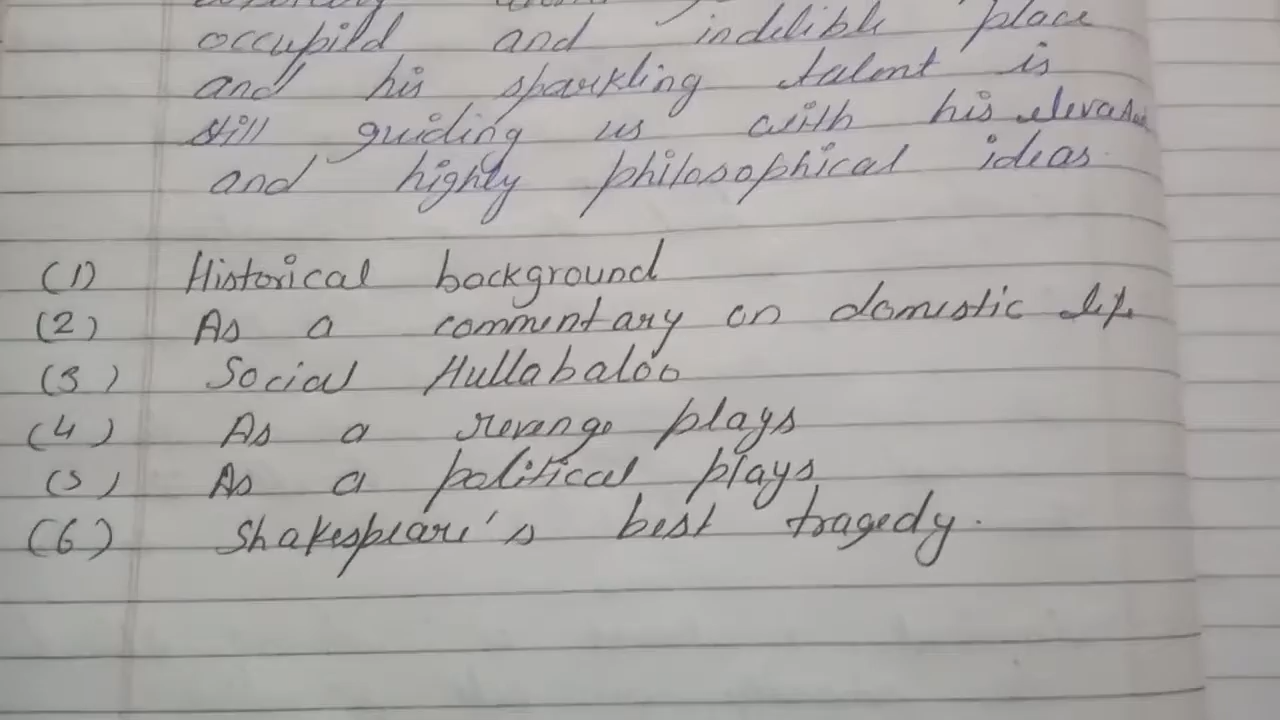 occupild and indelible place
and his sparkling talent is
still guiding us with his
and highly philosophical ideas.
(1) Historical background
(2) As a commentary on domestic life
(3) Social Hullabaloo
(4) As a revenge plays
(5) As a political plays
(6) Shakespeare's best tragedy.